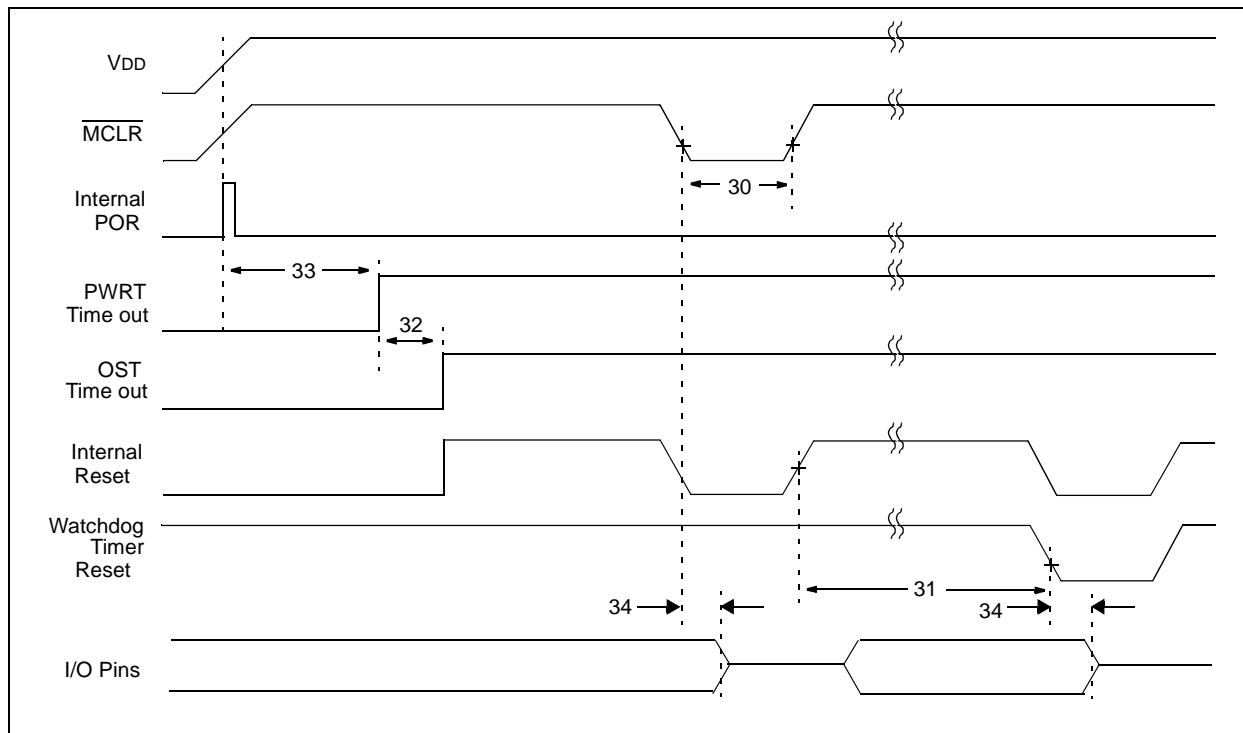 VDD
MCLR
Internal
POR
PWRT
Time out
OST
Time out
Internal
Reset
Watchdog
Timer
Reset
I/O Pins
30
33
32
31
34
34